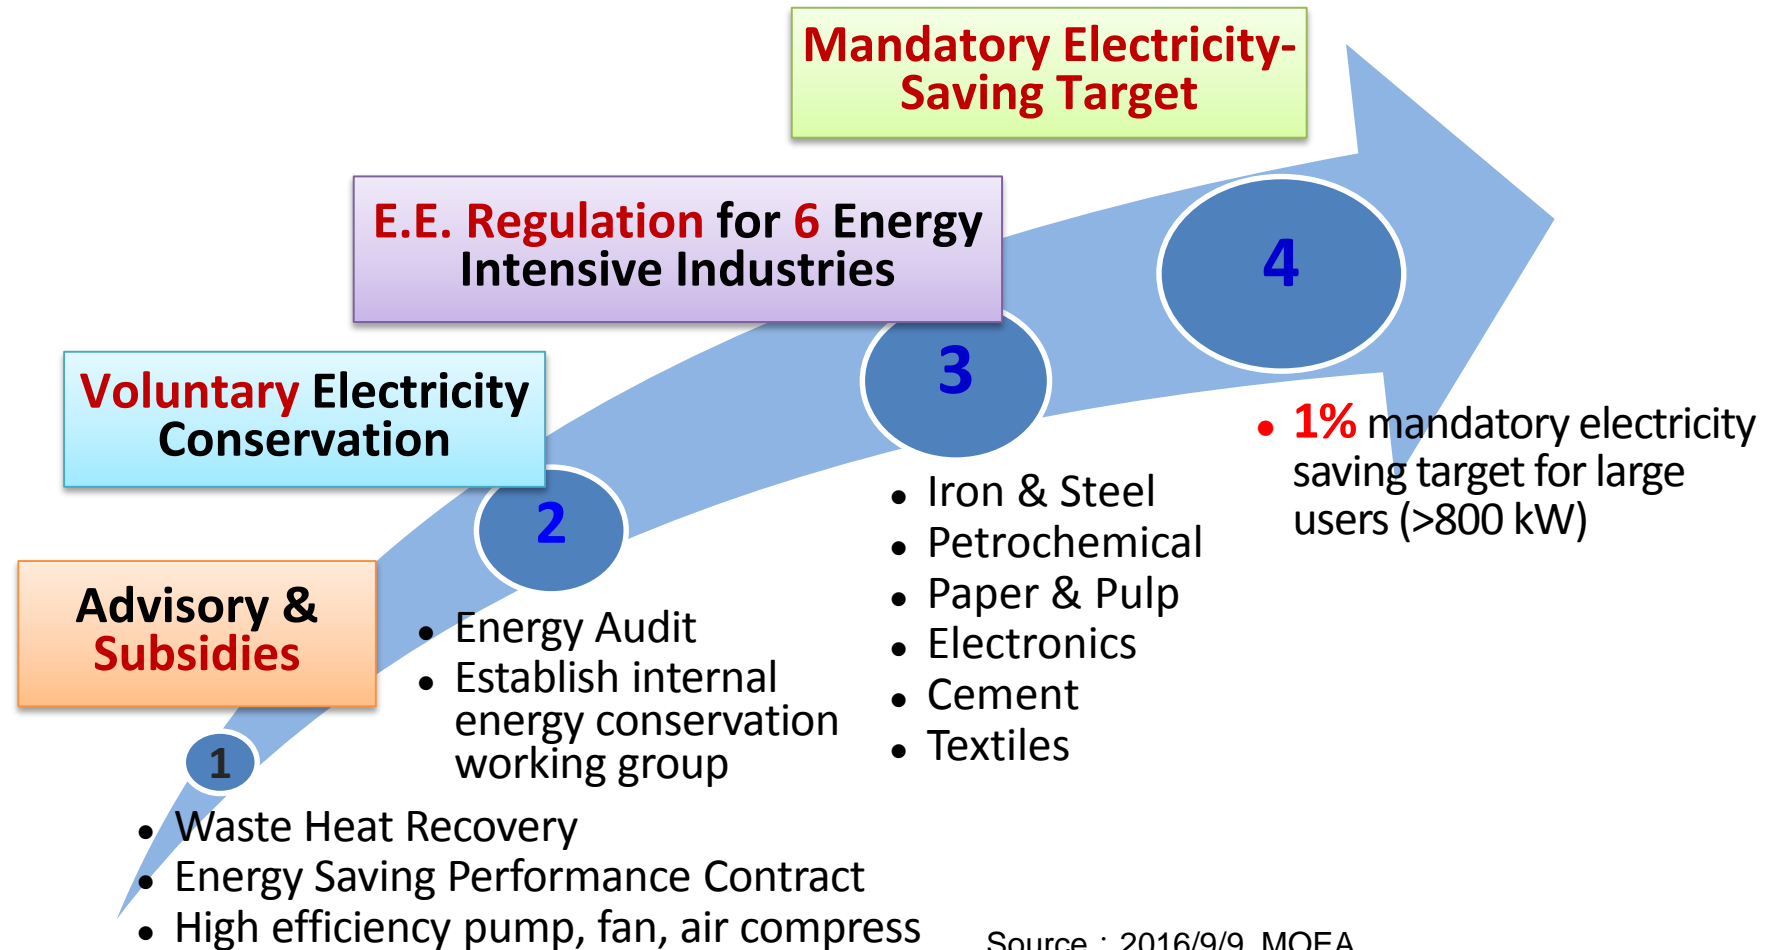 Mandatory Electricity-
Saving Target
E.E. Regulation for 6 Energy
Intensive Industries
Voluntary Electricity
Conservation
Advisory &
Subsidies
4
3
2
1
● 1% mandatory electricity
saving target for large
users (>800 kW)
● Iron & Steel
● Petrochemical
● Paper & Pulp
● Electronics
● Cement
● Textiles
● Energy Audit
● Establish internal
energy conservation
working group
● Waste Heat Recovery
● Energy Saving Performance Contract
● High efficiency pump, fan, air compress
Source：2016/9/9, MOEA